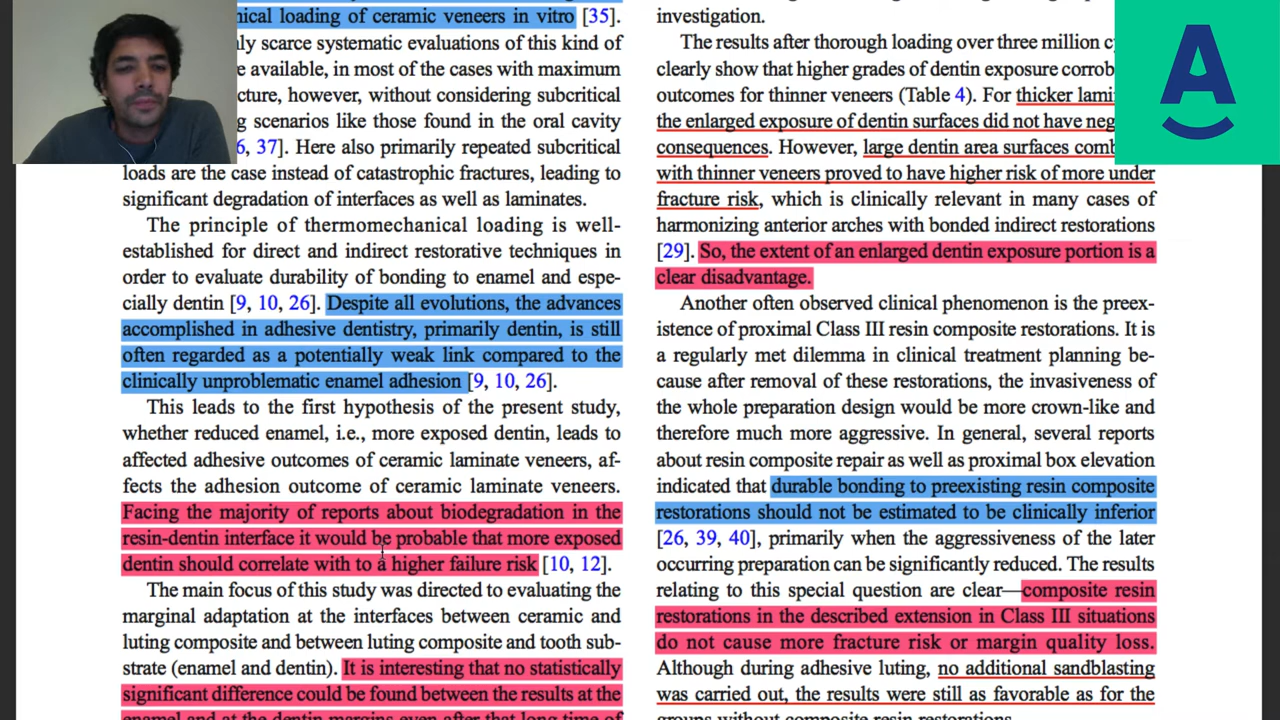 nical loading of ceramic veneers in vitro [35].
ly scarce systematic evaluations of this kind of
e available, in most of the cases with maximum
cture, however, without considering subcritical
g scenarios like those found in the oral cavity
6, 37]. Here also primarily repeated subcritical
loads are the case instead of catastrophic fractures, leading to
significant degradation of interfaces as well as laminates.
The principle of thermomechanical loading is well-
established for direct and indirect restorative techniques in
order to evaluate durability of bonding to enamel and espe-
cially dentin [9, 10, 26]. Despite all evolutions, the advances
accomplished in adhesive dentistry, primarily dentin, is still
often regarded as a potentially weak link compared to the
clinically unproblematic enamel adhesion [9, 10, 26].
This leads to the first hypothesis of the present study,
whether reduced enamel, i.e., more exposed dentin, leads to
affected adhesive outcomes of ceramic laminate veneers, af-
fects the adhesion outcome of ceramic laminate veneers.
Facing the majority of reports about biodegradation in the
resin-dentin interface it would be probable that more exposed
dentin should correlate with to a higher failure risk [10, 12].
The main focus of this study was directed to evaluating the
marginal adaptation at the interfaces between ceramic and
luting composite and between luting composite and tooth sub-
strate (enamel and dentin). It is interesting that no statistically
significant difference could be found between the results at the
enamel and at the dentin margins even after that long time of
investigation.
The results after thorough loading over three million c
clearly show that higher grades of dentin exposure corrob
outcomes for thinner veneers (Table 4). For thicker lami
the enlarged exposure of dentin surfaces did not have neg
consequences. However, large dentin area surfaces comb
with thinner veneers proved to have higher risk of more under
fracture risk, which is clinically relevant in many cases of
harmonizing anterior arches with bonded indirect restorations
[29]. So, the extent of an enlarged dentin exposure portion is a
clear disadvantage.
Another often observed clinical phenomenon is the preex-
istence of proximal Class III resin composite restorations. It is
a regularly met dilemma in clinical treatment planning be-
cause after removal of these restorations, the invasiveness of
the whole preparation design would be more crown-like and
therefore much more aggressive. In general, several reports
about resin composite repair as well as proximal box elevation
indicated that durable bonding to preexisting resin composite
restorations should not be estimated to be clinically inferior
[26, 39, 40], primarily when the aggressiveness of the later
occurring preparation can be significantly reduced. The results
relating to this special question are clear—composite resin
restorations in the described extension in Class III situations
do not cause more fracture risk or margin quality loss.
Although during adhesive luting, no additional sandblasting
was carried out, the results were still as favorable as for the
groups without composite resin restorations.
A